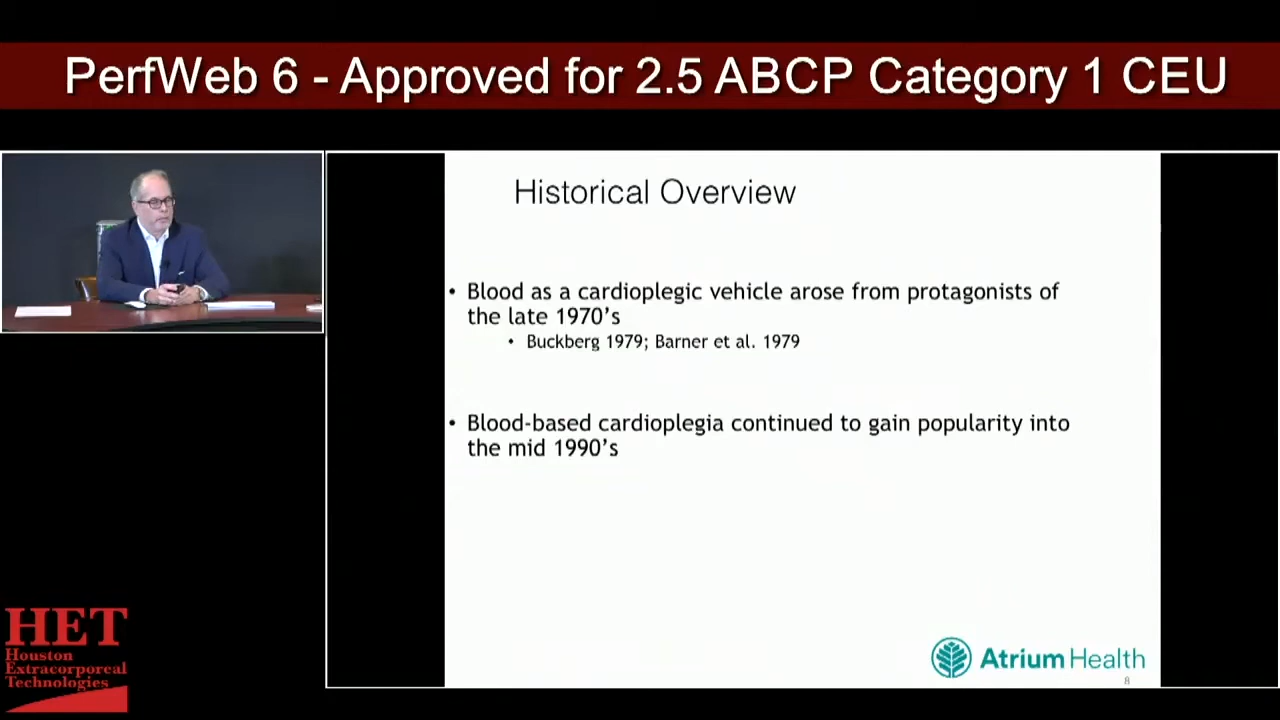 PerfWeb 6 - Approved for 2.5 ABCP Category 1 CEU
Historical Overview
• Blood as a cardioplegic vehicle arose from protagonists of
the late 1970's
• Buckberg 1979; Barner et al. 1979
• Blood-based cardioplegia continued to gain popularity into
the mid 1990's
Atrium Health
8
HET
Houston
Extracorporeal
Technologies